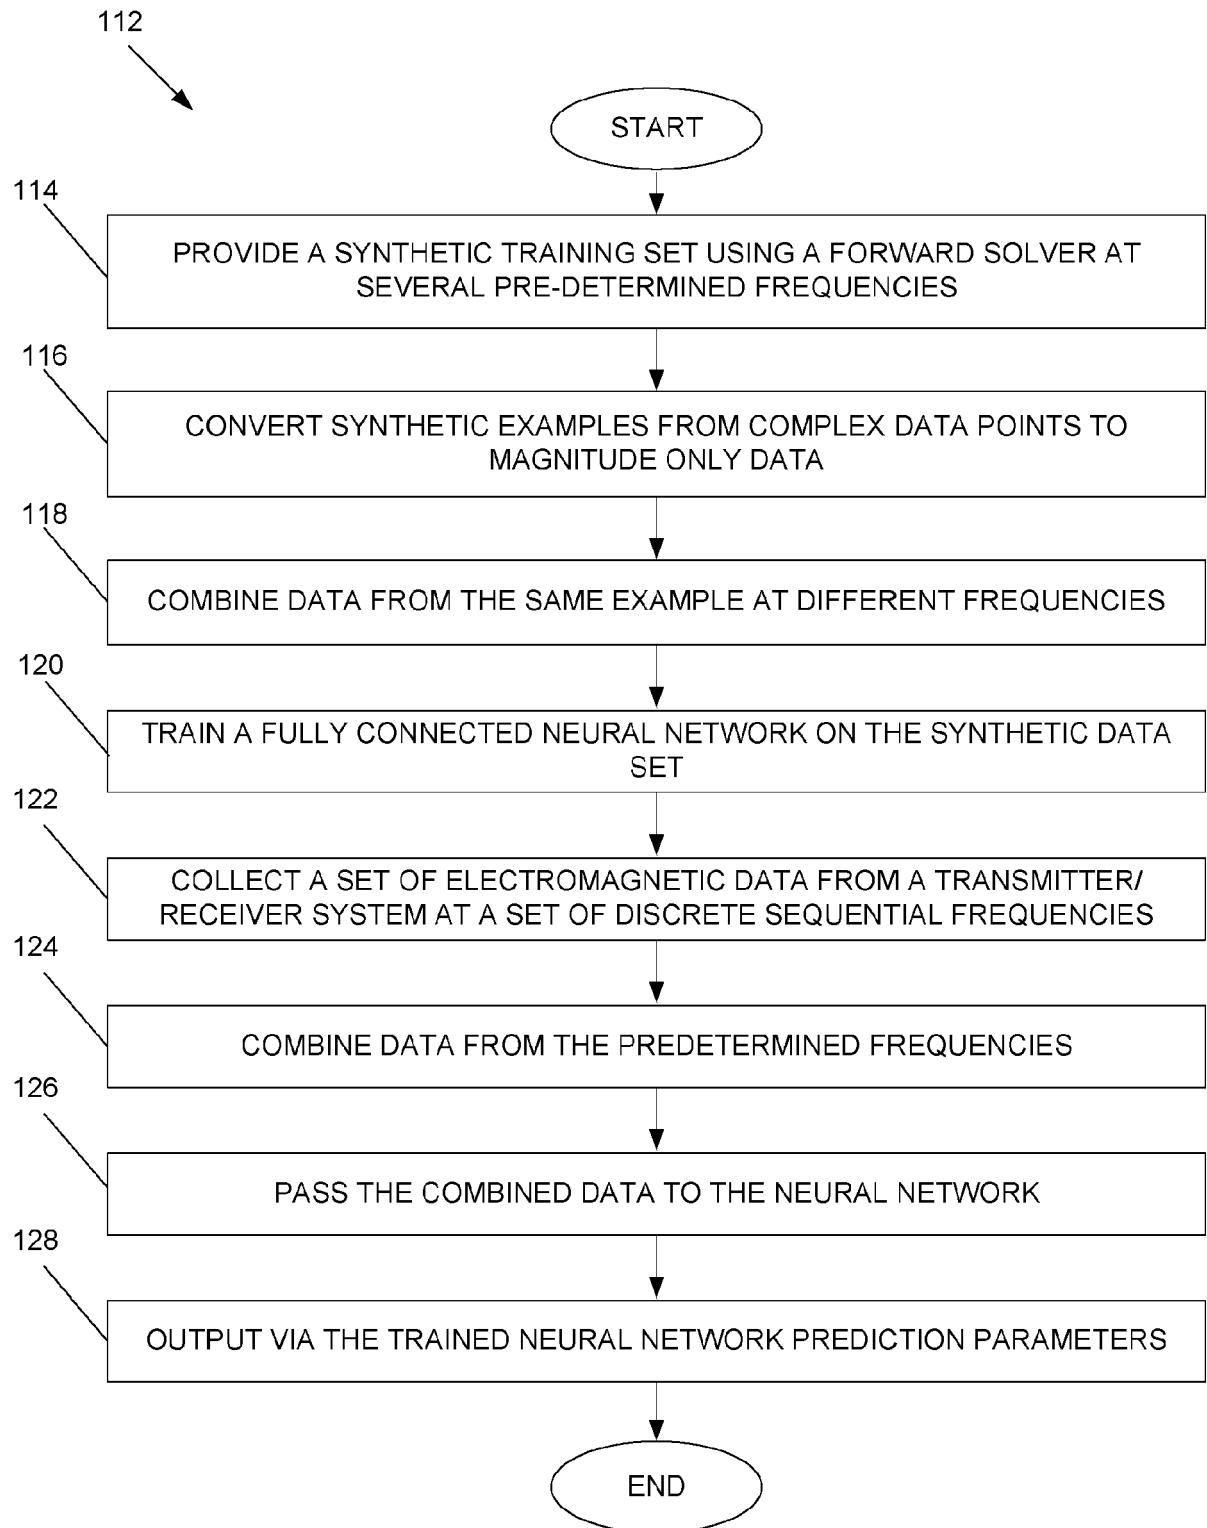 112
START
114
PROVIDE A SYNTHETIC TRAINING SET USING A FORWARD SOLVER AT
SEVERAL PRE-DETERMINED FREQUENCIES
116
CONVERT SYNTHETIC EXAMPLES FROM COMPLEX DATA POINTS TO
MAGNITUDE ONLY DATA
118
COMBINE DATA FROM THE SAME EXAMPLE AT DIFFERENT FREQUENCIES
120
TRAIN A FULLY CONNECTED NEURAL NETWORK ON THE SYNTHETIC DATA
SET
122
COLLECT A SET OF ELECTROMAGNETIC DATA FROM A TRANSMITTER/
RECEIVER SYSTEM AT A SET OF DISCRETE SEQUENTIAL FREQUENCIES
124
COMBINE DATA FROM THE PREDETERMINED FREQUENCIES
126
PASS THE COMBINED DATA TO THE NEURAL NETWORK
128
OUTPUT VIA THE TRAINED NEURAL NETWORK PREDICTION PARAMETERS
END